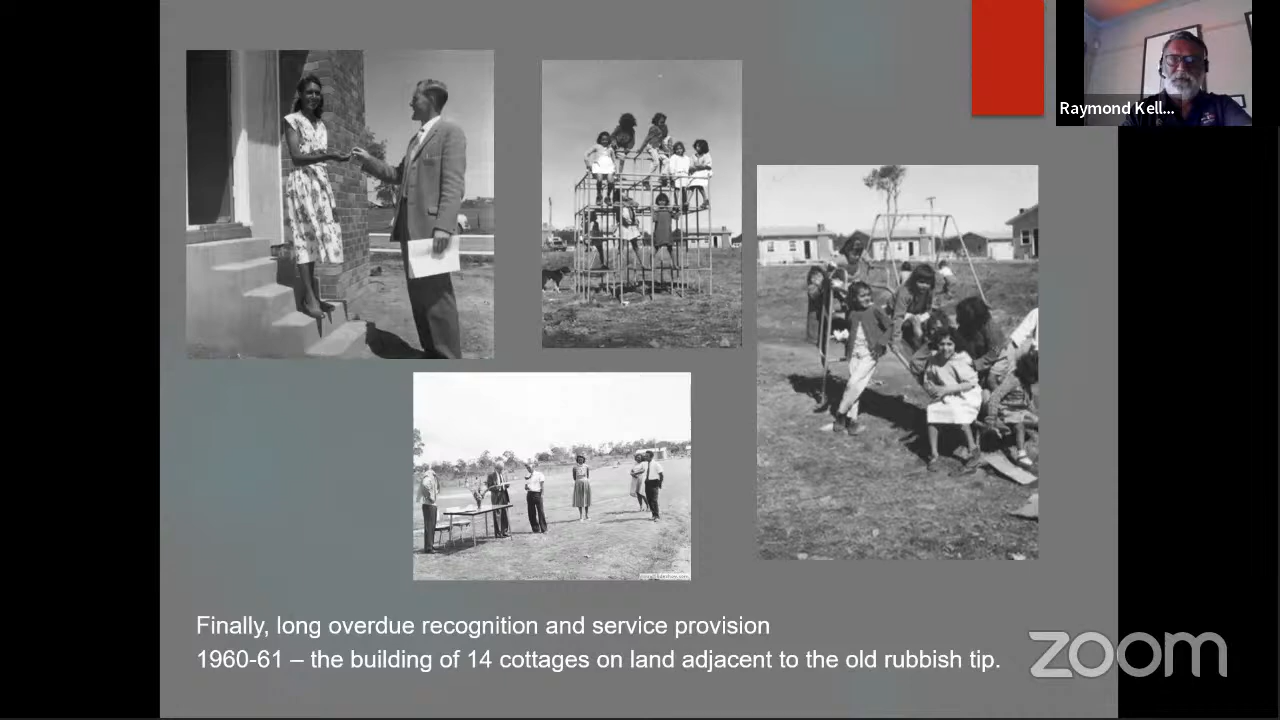 Raymond Kell...
Finally, long overdue recognition and service provision
1960-61 – the building of 14 cottages on land adjacent to the old rubbish tip.
zoom